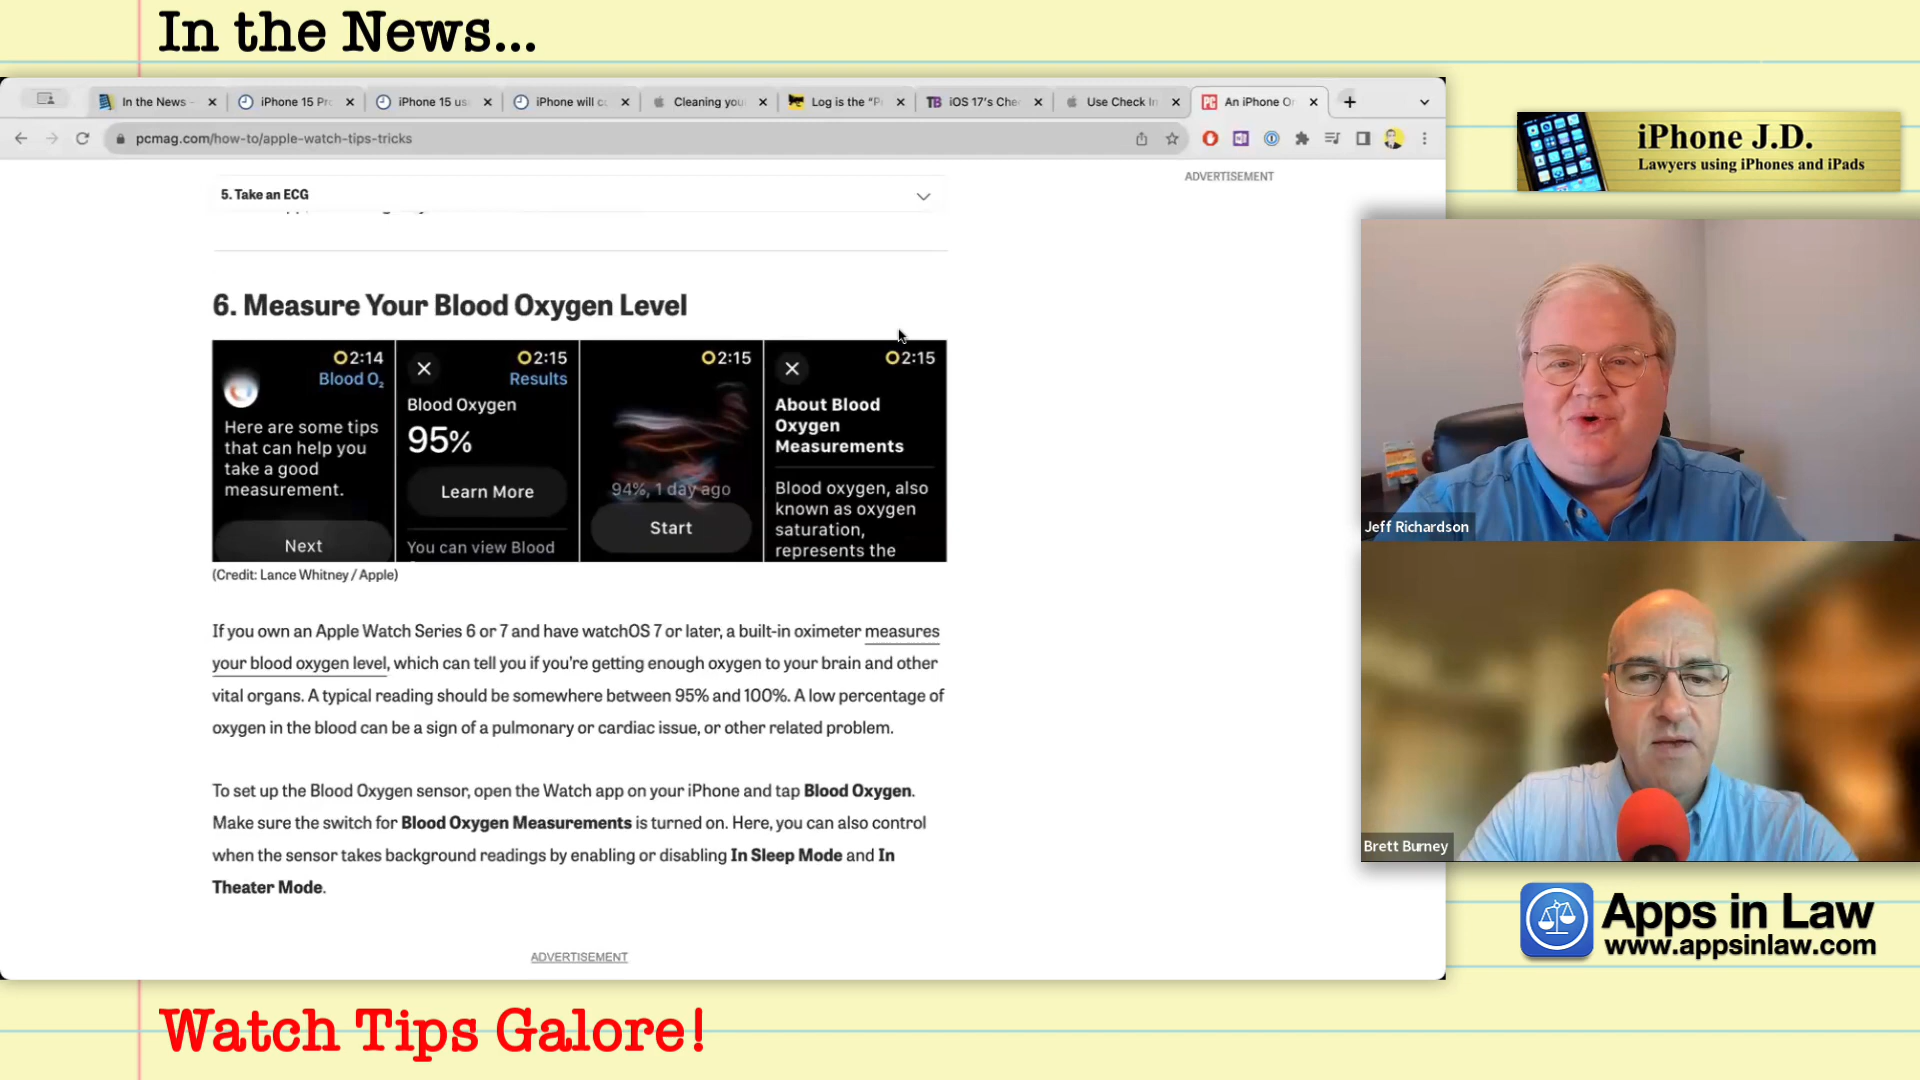 In the News...
In the News -
iPhone 15 Pr
iPhone 15 us
iPhone will c
Cleaning you
Log is the "P
iOS 17's Che
Use Check In
An iPhone O
pcmag.com/how-to/apple-watch-tips-tricks
5. Take an ECG
ADVERTISEMENT
6. Measure Your Blood Oxygen Level
2:14
Blood O₂
Here are some tips
that can help you
take a good
measurement.
Next
2:15
Results
Blood Oxygen
95%
Learn More
You can view Blood
2:15
94%, 1 day ago
Start
2:15
About Blood
Oxygen
Measurements
Blood oxygen, also
known as oxygen
saturation,
represents the
(Credit: Lance Whitney / Apple)
If you own an Apple Watch Series 6 or 7 and have watchOS 7 or later, a built-in oximeter measures
your blood oxygen level, which can tell you if you're getting enough oxygen to your brain and other
vital organs. A typical reading should be somewhere between 95% and 100%. A low percentage of
oxygen in the blood can be a sign of a pulmonary or cardiac issue, or other related problem.
To set up the Blood Oxygen sensor, open the Watch app on your iPhone and tap Blood Oxygen.
Make sure the switch for Blood Oxygen Measurements is turned on. Here, you can also control
when the sensor takes background readings by enabling or disabling In Sleep Mode and In
Theater Mode.
ADVERTISEMENT
iPhone J.D.
Lawyers using iPhones and iPads
Jeff Richardson
Brett Burney
Apps in Law
www.appsinlaw.com
Watch Tips Galore!